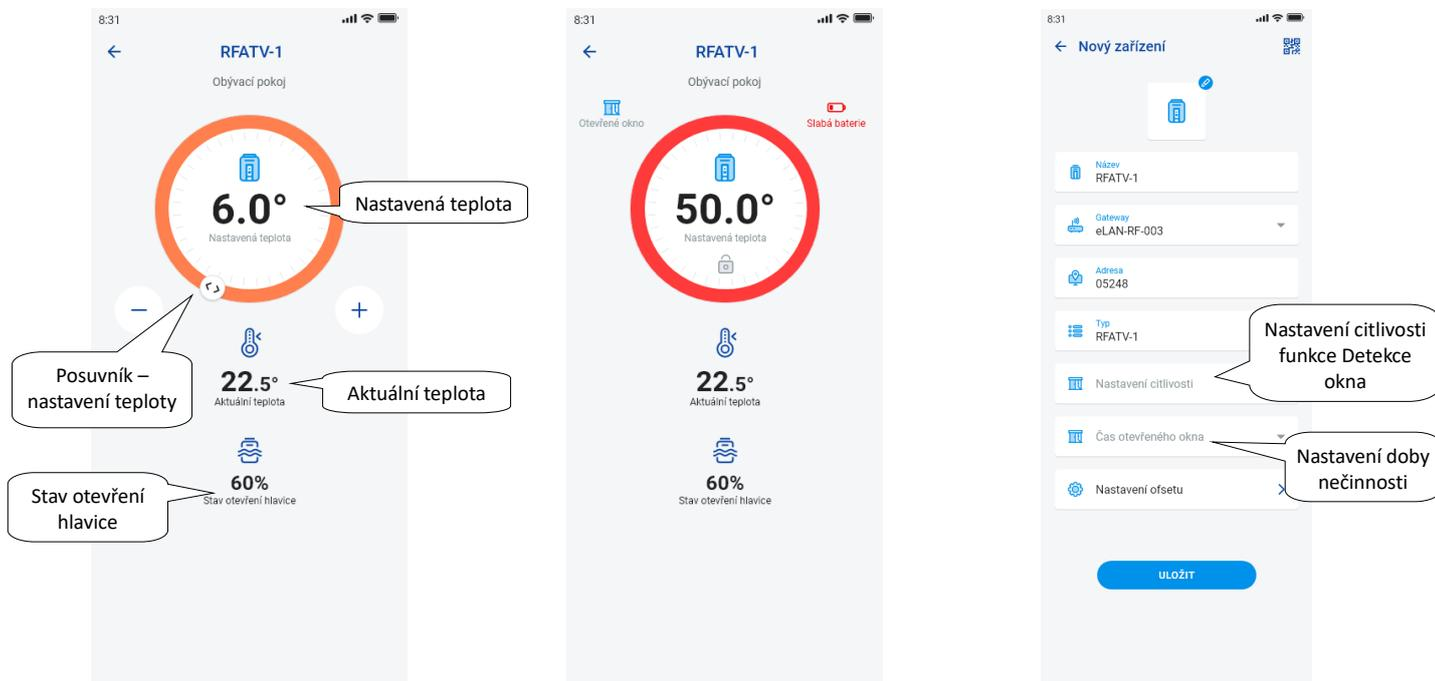 8:31
RFATV-1
Obývací pokoj
6.0°
Nastavená teplota
Nastavená teplota
22.5°
Aktuální teplota
Aktuální teplota
Posuvník –
nastavení teploty
60%
Stav otevření hlavice
Stav otevření
hlavice
8:31
RFATV-1
Obývací pokoj
Otevřené okno
Slabá baterie
50.0°
Nastavená teplota
22.5°
Aktuální teplota
60%
Stav otevření hlavice
8:31
Nový zařízení
Název
RFATV-1
Gateway
eLAN-RF-003
Adresa
05248
Typ
RFATV-1
Nastavení citlivosti
Nastavení citlivosti
funkce Detekce
okna
Čas otevřeného okna
Nastavení doby
nečinnosti
Nastavení ofsetu
ULOŽIT